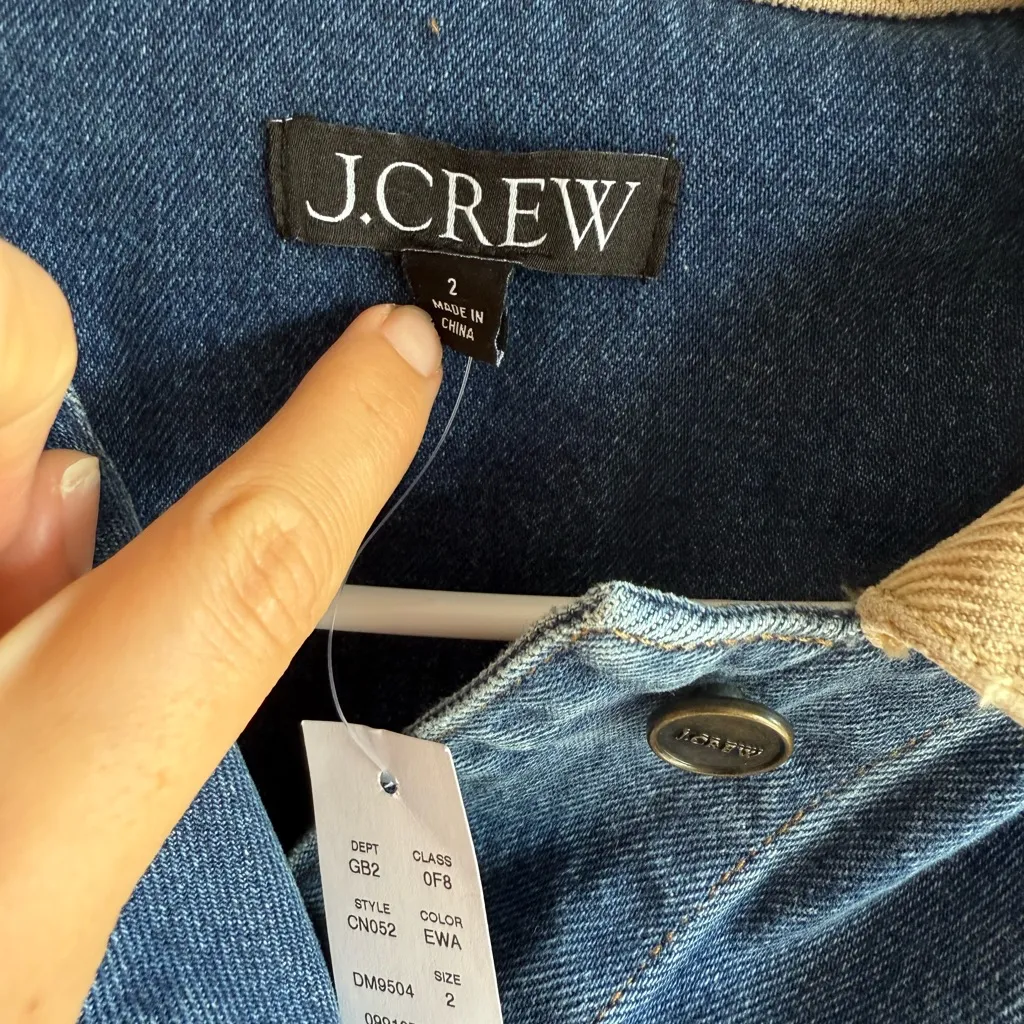 J.CREW
2
MADE IN
CHINA
J.CREW
DEPT CLASS
GB2 0F8
STYLE COLOR
CN052 EWA
SIZE
DM9504 2